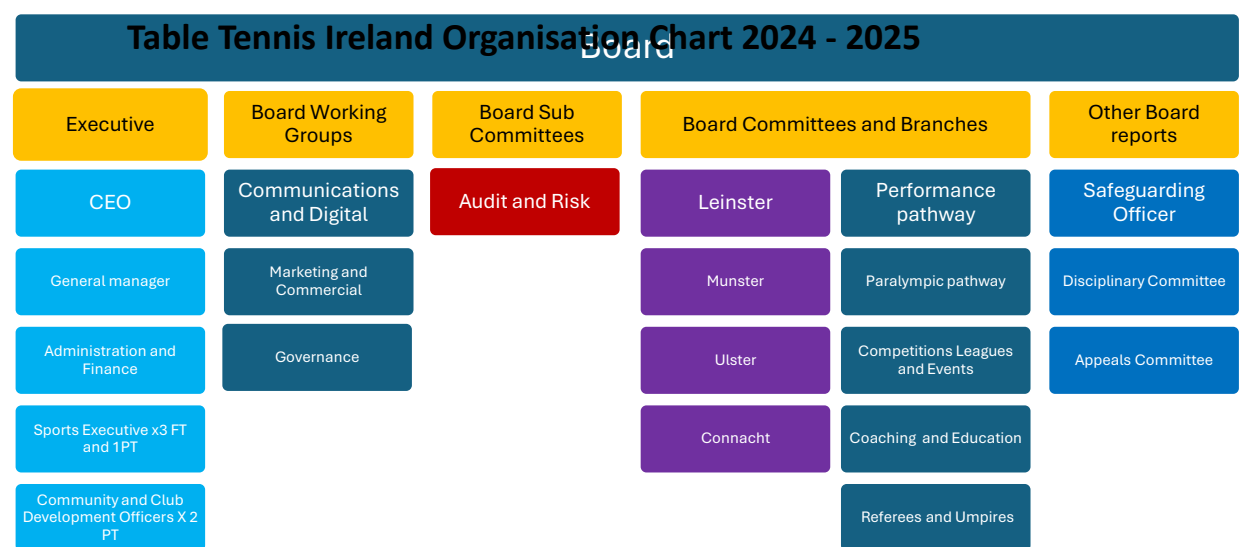 Table Tennis Ireland Organisation Chart 2024 - 2025
Board
Executive
Board Working
Groups
Board Sub
Committees
Board Committees and Branches
Other Board
reports
CEO
Communications
and Digital
Audit and Risk
Leinster
Performance
pathway
Safeguarding
Officer
General manager
Marketing and
Commercial
Munster
Paralympic pathway
Disciplinary Committee
Administration and
Finance
Governance
Ulster
Competitions Leagues
and Events
Appeals Committee
Sports Executive x3 FT
and 1PT
Connacht
Coaching and Education
Community and Club
Development Officers X 2
PT
Referees and Umpires